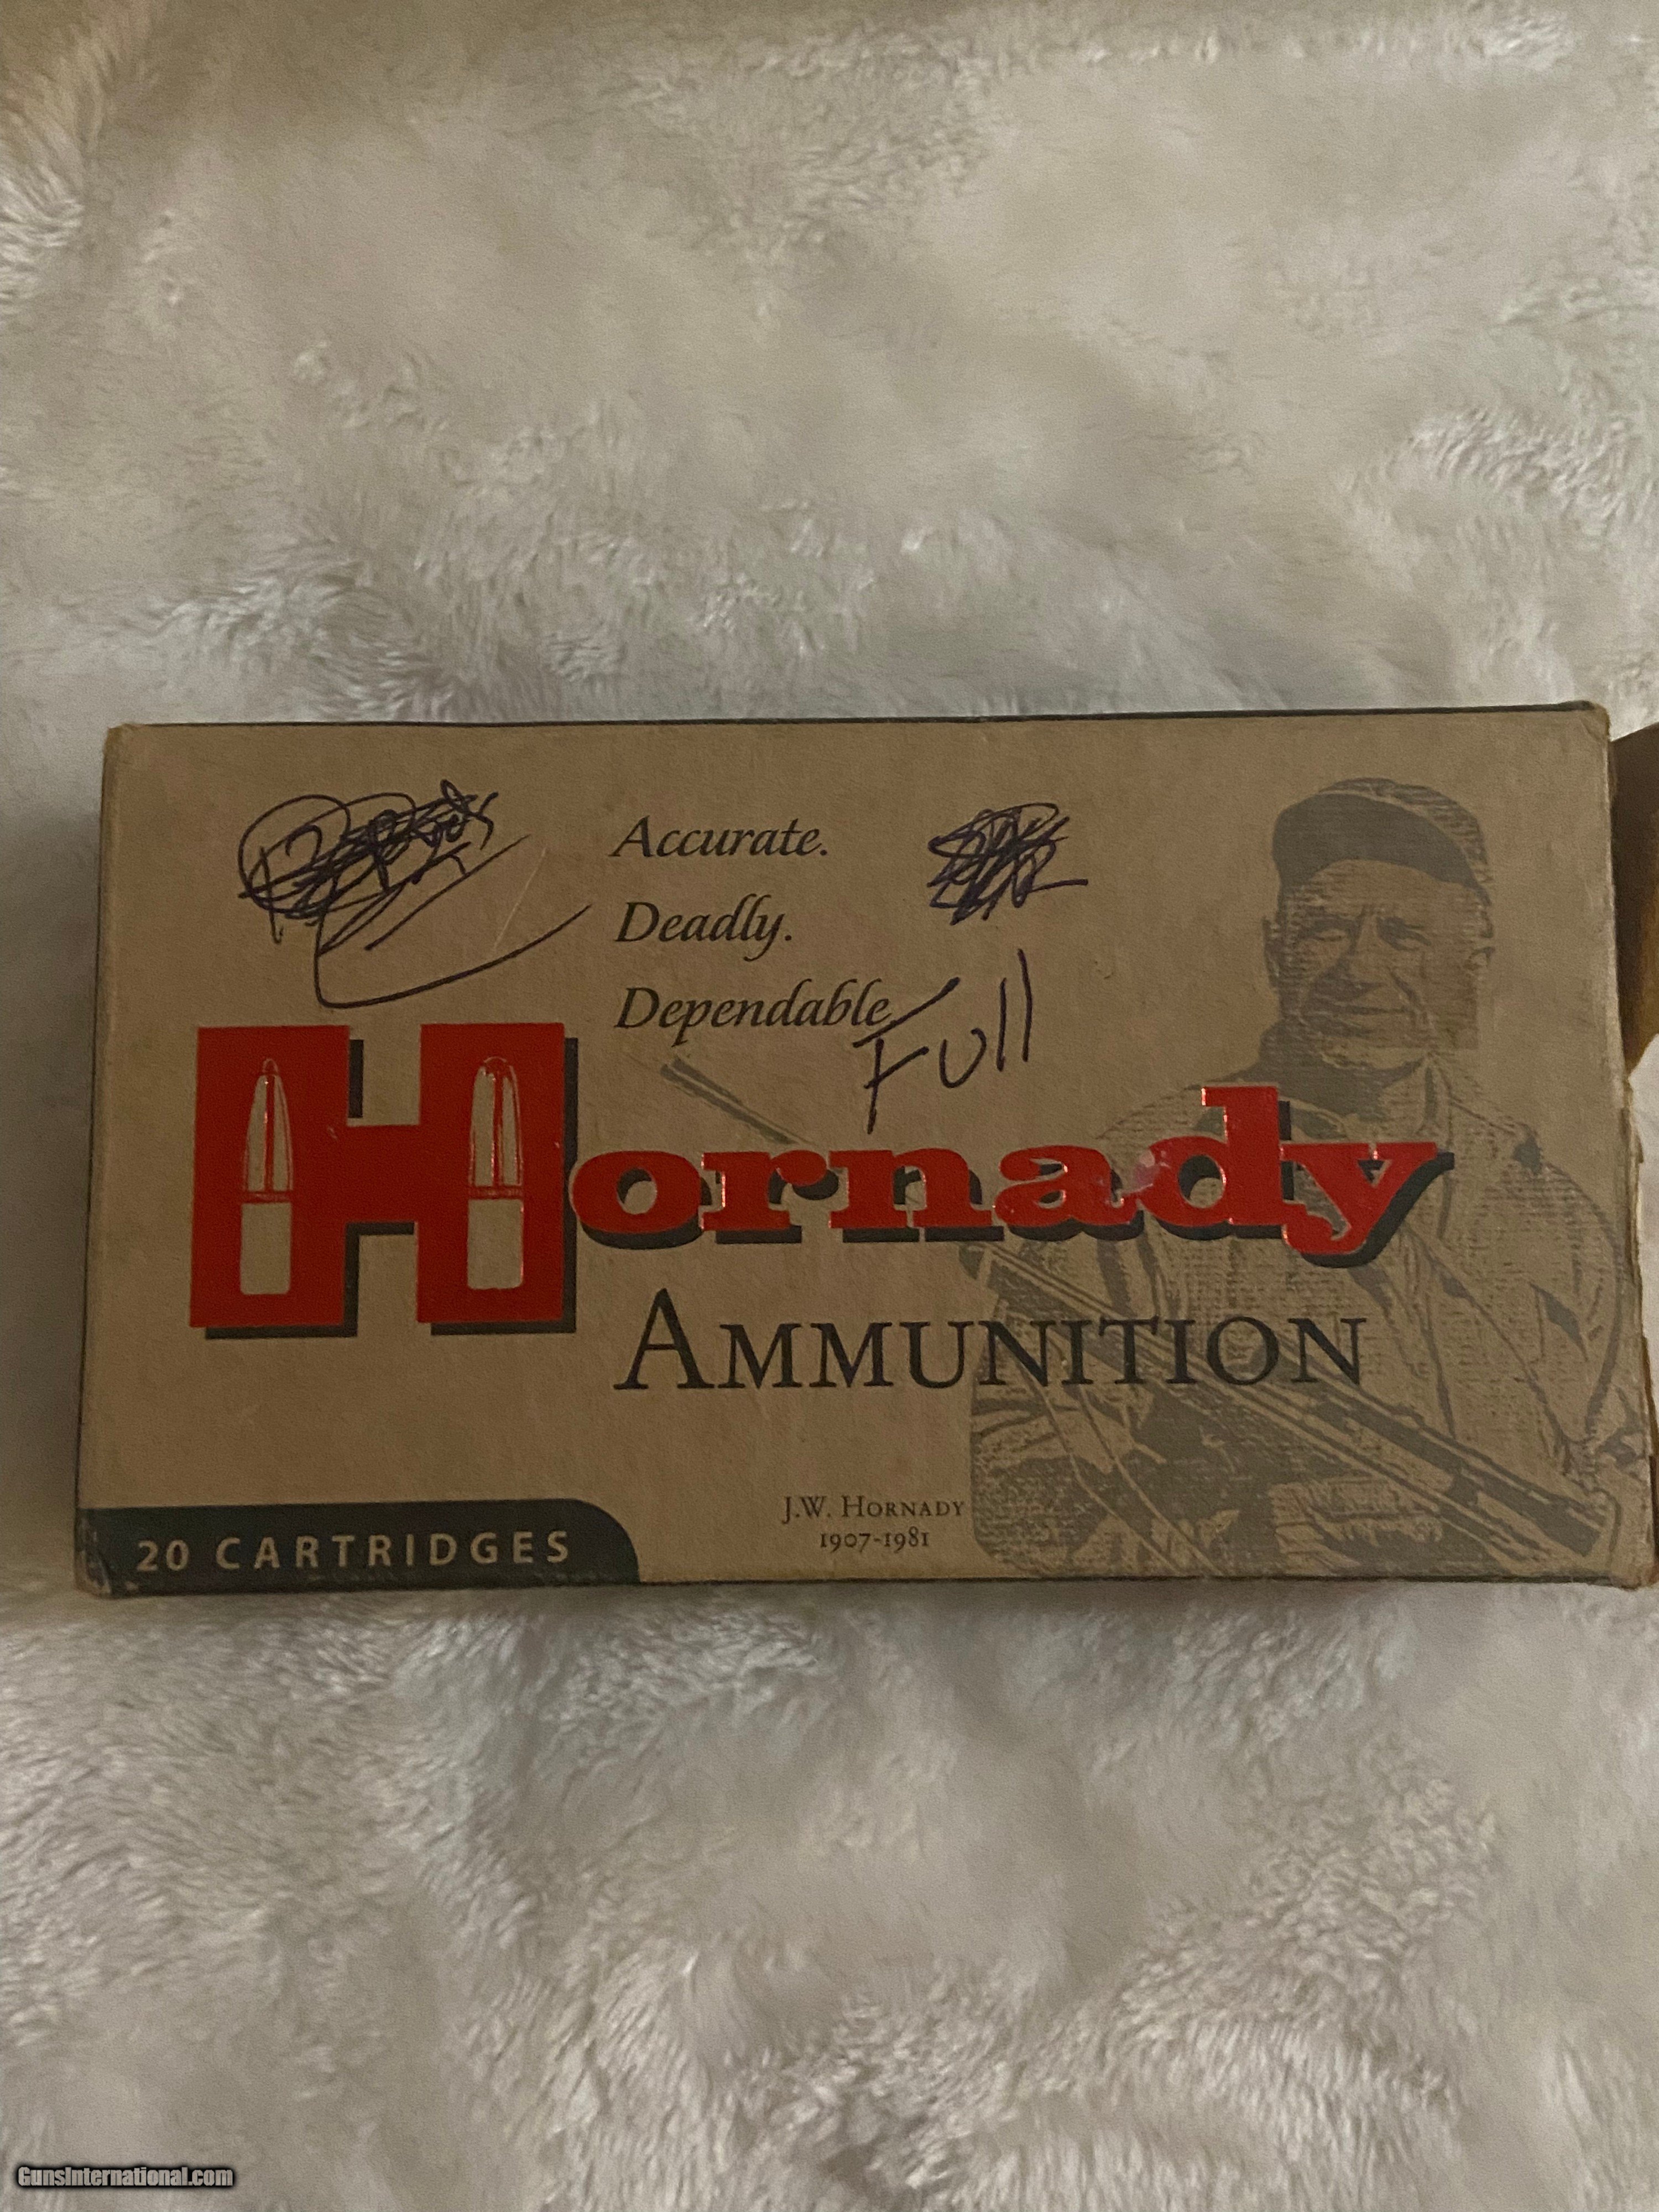 Accurate.
Deadly.
Dependable
Full
Hornady
AMMUNITION
J.W. HORNADY
1907-1981
20 CARTRIDGES
GunsInternational.com